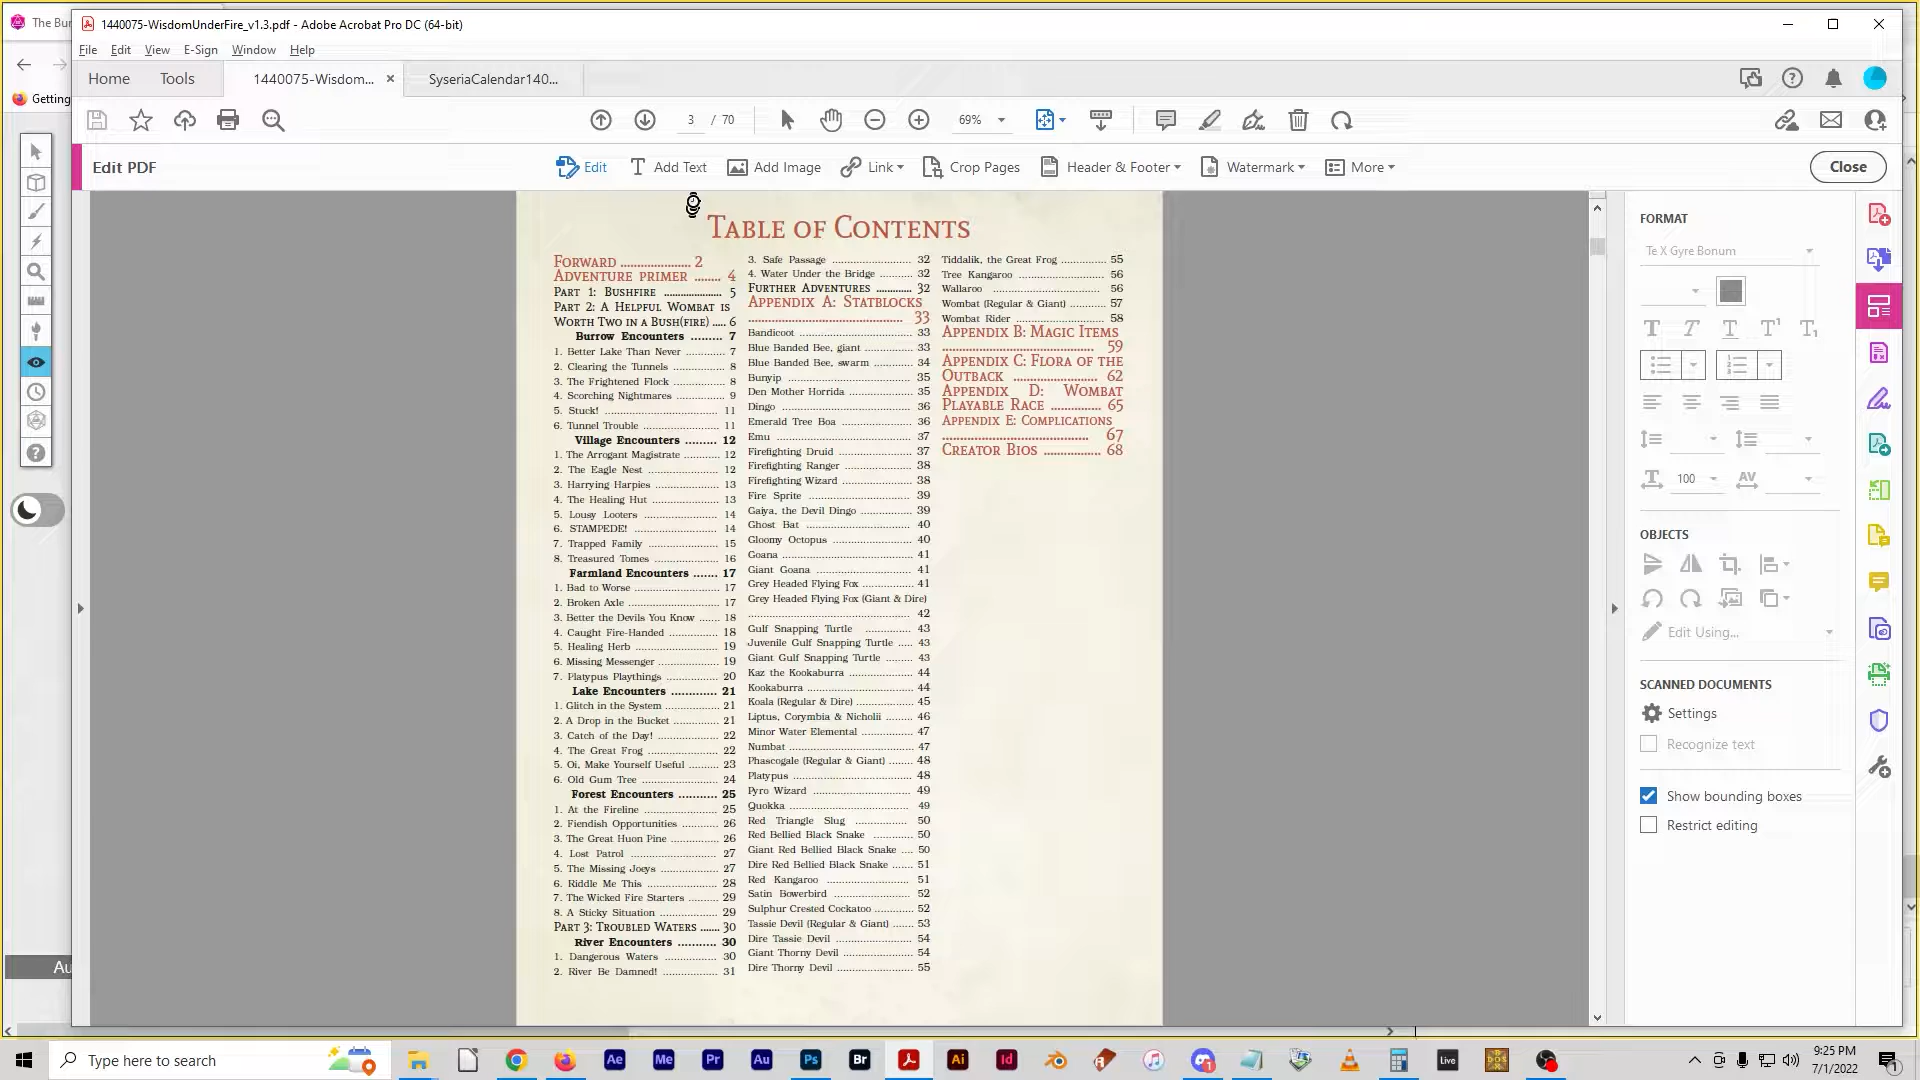 The Bu
1440075-WisdomUnderFire_v1.3.pdf - Adobe Acrobat Pro DC (64-bit)
File Edit View E-Sign Window Help
Home Tools 1440075-Wisdom... × SyseriaCalendar140...
Getting
3 / 70 69%
Edit PDF Edit Add Text Add Image Link Crop Pages Header & Footer Watermark More Close
Table of Contents
Forward .................. 2
Adventure primer ....... 4
Part 1: Bushfire ..................... 5
Part 2: A Helpful Wombat is
Worth Two in a Bush(fire) ..... 6
Burrow Encounters ......... 7
1. Better Lake Than Never ............ 7
2. Clearing the Tunnels .............. 8
3. The Frightened Flock .............. 8
4. Scorching Nightmares .............. 9
5. Stuck! .................................. 11
6. Tunnel Trouble ...................... 11
Village Encounters ......... 12
1. The Arrogant Magistrate ............ 12
2. The Eagle Nest ..................... 12
3. Harrying Harpies ................... 13
4. The Healing Hut .................... 13
5. Lousy Looters ....................... 14
6. STAMPEDE! ........................ 14
7. Trapped Family ..................... 15
8. Treasured Tomes ................... 16
Farmland Encounters ....... 17
1. Bad to Worse ........................ 17
2. Broken Axle ........................... 17
3. Better the Devils You Know ....... 18
4. Caught Fire-Handed .............. 18
5. Healing Herb ......................... 19
6. Missing Messenger ................ 19
7. Platypus Playthings ................ 20
Lake Encounters ............ 21
1. Glitch in the System ................ 21
2. A Drop in the Bucket .............. 21
3. Catch of the Day! .................. 22
4. The Great Frog ..................... 22
5. Oi, Make Yourself Useful ......... 23
6. Old Gum Tree ....................... 24
Forest Encounters ........... 25
1. At the Fireline ....................... 25
2. Fiendish Opportunities ............ 26
3. The Great Huon Pine .............. 26
4. Lost Patrol .......................... 27
5. The Missing Joeys .................. 27
6. Riddle Me This ..................... 28
7. The Wicked Fire Starters .......... 29
8. A Sticky Situation .................. 29
Part 3: Troubled Waters ....... 30
River Encounters ........... 30
1. Dangerous Waters ................ 30
2. River Be Damned! ................. 31
3. Safe Passage ........................ 32
4. Water Under the Bridge .......... 32
Further Adventures ............ 32
Appendix A: Statblocks
......................................... 33
Bandicoot ................................. 33
Blue Banded Bee, giant ............... 33
Blue Banded Bee, swarm ............ 34
Bunyip ..................................... 35
Den Mother Horrida ................... 35
Dingo ....................................... 36
Emerald Tree Boa ...................... 36
Emu ......................................... 37
Firefighting Druid ...................... 37
Firefighting Ranger .................... 38
Firefighting Wizard .................... 38
Fire Sprite ................................ 39
Gaiya, the Devil Dingo ................ 39
Ghost Bat ................................. 40
Gloomy Octopus ........................ 40
Goana ...................................... 41
Giant Goana ............................. 41
Grey Headed Flying Fox .............. 41
Grey Headed Flying Fox (Giant & Dire)
............................................... 42
Gulf Snapping Turtle .............. 43
Juvenile Gulf Snapping Turtle ..... 43
Giant Gulf Snapping Turtle ........ 43
Kaz the Kookaburra ................... 44
Kookaburra ............................... 44
Koala (Regular & Dire) ................ 45
Liptus, Corymbia & Nicholii ........ 46
Minor Water Elemental ............... 47
Numbat .................................... 47
Phascogale (Regular & Giant) ....... 48
Platypus ................................... 48
Pyro Wizard .............................. 49
Quokka .................................... 49
Red Triangle Slug ................ 50
Red Bellied Black Snake ............ 50
Giant Red Bellied Black Snake .... 50
Dire Red Bellied Black Snake ...... 51
Red Kangaroo ......................... 51
Satin Bowerbird ....................... 52
Sulphur Crested Cockatoo ............ 52
Tassie Devil (Regular & Giant) ...... 53
Dire Tassie Devil ....................... 54
Giant Thorny Devil ..................... 54
Dire Thorny Devil ...................... 55
Tiddalik, the Great Frog .............. 55
Tree Kangaroo ......................... 56
Wallaroo ................................ 56
Wombat (Regular & Giant) ........... 57
Wombat Rider .......................... 58
Appendix B: Magic Items
......................................... 59
Appendix C: Flora of the
Outback ........................ 62
Appendix D: Wombat
Playable Race .............. 65
Appendix E: Complications
........................................ 67
Creator Bios ................ 68
FORMAT
Te X Gyre Bonum
100
OBJECTS
Edit Using...
SCANNED DOCUMENTS
Settings
Recognize text
Show bounding boxes
Restrict editing
Au
Type here to search
9:25 PM
7/1/2022